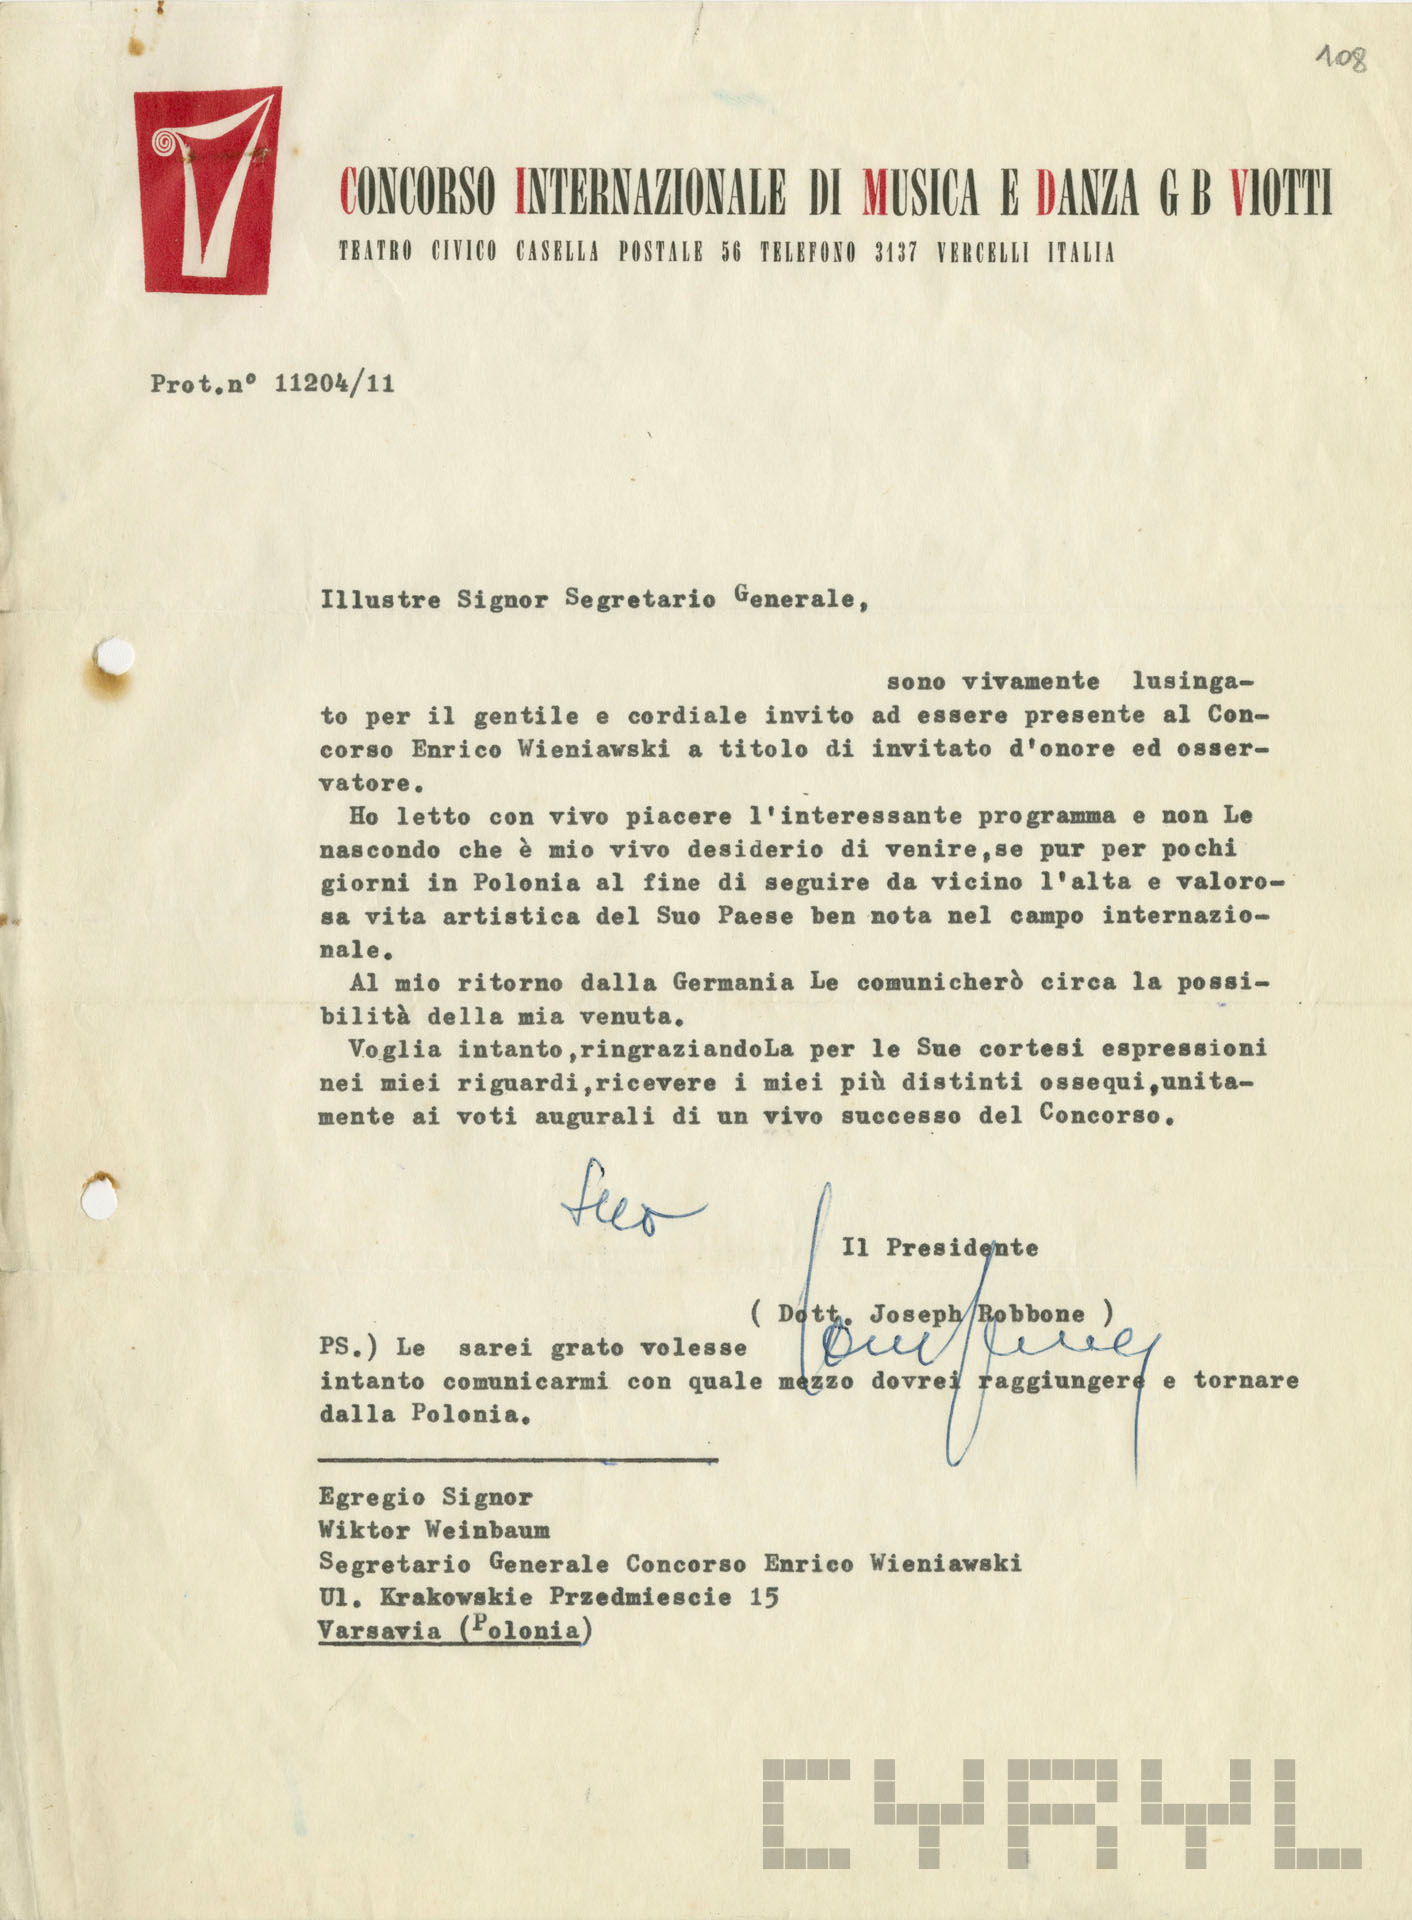 108
CONCORSO INTERNAZIONALE DI MUSICA E DANZA G B VIOTTI
TEATRO CIVICO CASELLA POSTALE 56 TELEFONO 3137 VERCELLI ITALIA
Prot.nº 11204/11
Illustre Signor Segretario Generale,
sono vivamente lusinga-
to per il gentile e cordiale invito ad essere presente al Con-
corso Enrico Wieniawski a titolo di invitato d'onore ed osser-
vatore.
Ho letto con vivo piacere l'interessante programma e non Le
nascondo che è mio vivo desiderio di venire,se pur per pochi
giorni in Polonia al fine di seguire da vicino l'alta e valoro-
sa vita artistica del Suo Paese ben nota nel campo internazio-
nale.
Al mio ritorno dalla Germania Le comunicherò circa la possi-
bilità della mia venuta.
Voglia intanto,ringraziandoLa per le Sue cortesi espressioni
nei miei riguardi,ricevere i miei più distinti ossequi,unita-
mente ai voti augurali di un vivo successo del Concorso.
Suo
Il Presidente
( Dott. Joseph Robbone )
PS.) Le sarei grato volesse
intanto comunicarmi con quale mezzo dovrei raggiungere e tornare
dalla Polonia.
Egregio Signor
Wiktor Weinbaum
Segretario Generale Concorso Enrico Wieniawski
Ul. Krakowskie Przedmiescie 15
Varsavia (Polonia)
CYRYL